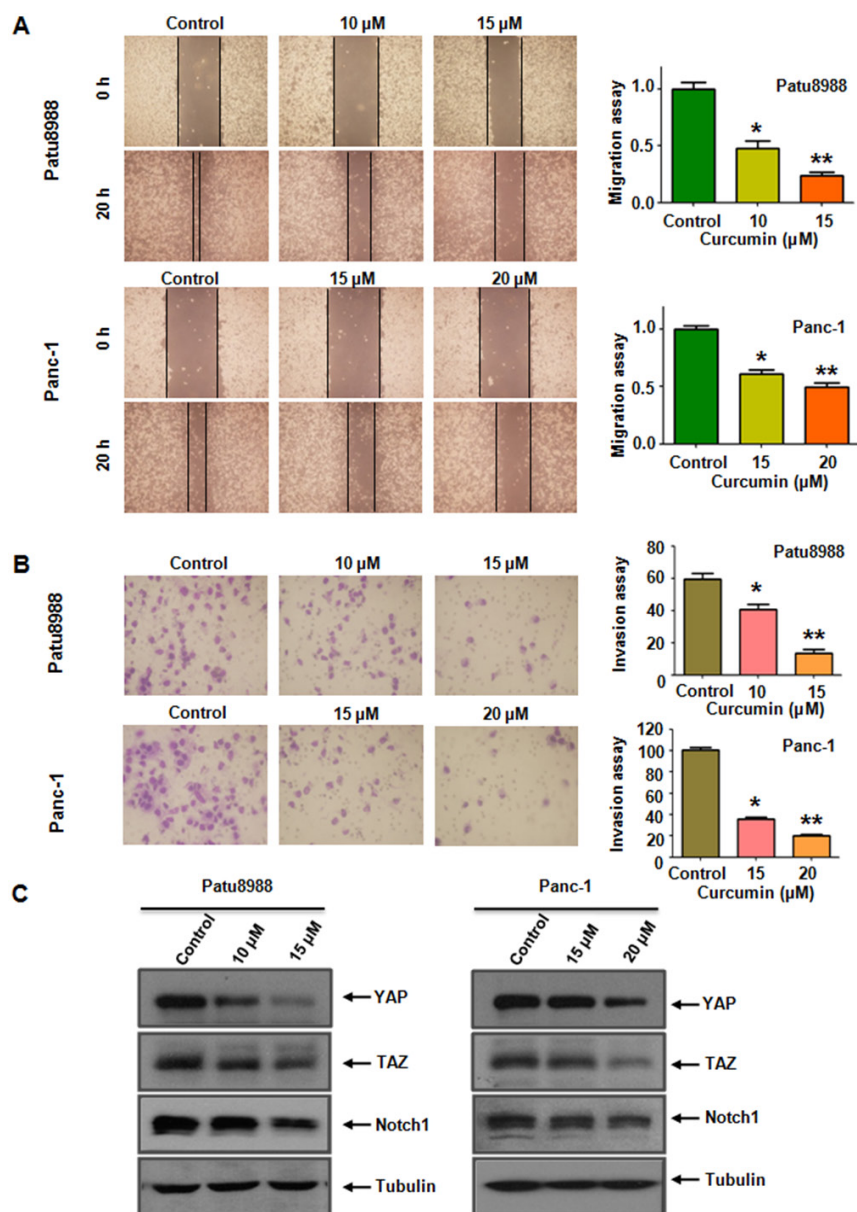 A
Control 10 µM 15 µM
Patu8988
0 h
20 h
Migration assay
1.0
0.5
0.0
Patu8988
*
**
Control 10 15
Curcumin (µM)
Control 15 µM 20 µM
Panc-1
0 h
20 h
Migration assay
1.0
0.5
0.0
Panc-1
*
**
Control 15 20
Curcumin (µM)
B
Control 10 µM 15 µM
Patu8988
Invasion assay
80
60
40
20
0
Patu8988
*
**
Control 10 15
Curcumin (µM)
Control 15 µM 20 µM
Panc-1
Invasion assay
120
100
80
60
40
20
0
Panc-1
*
**
Control 15 20
Curcumin (µM)
C
Patu8988
Control 10 µM 15 µM
YAP
TAZ
Notch1
Tubulin
Panc-1
Control 15 µM 20 µM
YAP
TAZ
Notch1
Tubulin